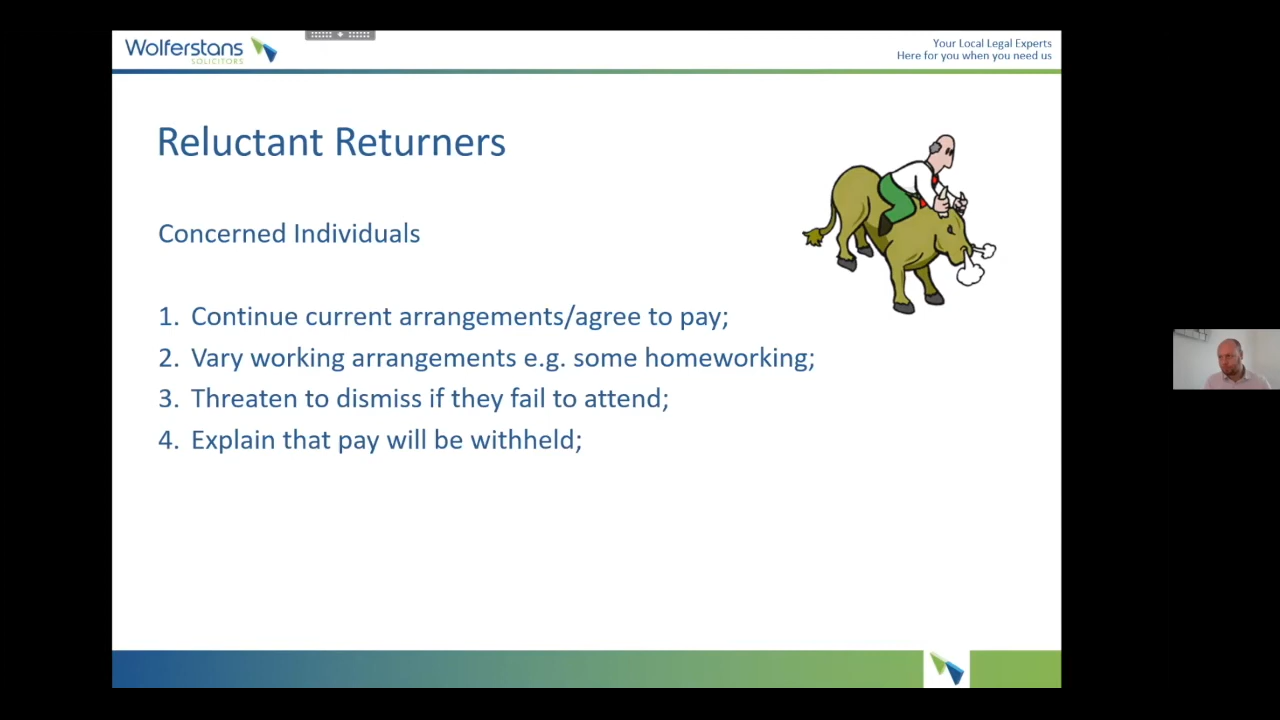 Wolferstans
SOLICITORS
Your Local Legal Experts
Here for you when you need us
Reluctant Returners
Concerned Individuals
1. Continue current arrangements/agree to pay;
2. Vary working arrangements e.g. some homeworking;
3. Threaten to dismiss if they fail to attend;
4. Explain that pay will be withheld;